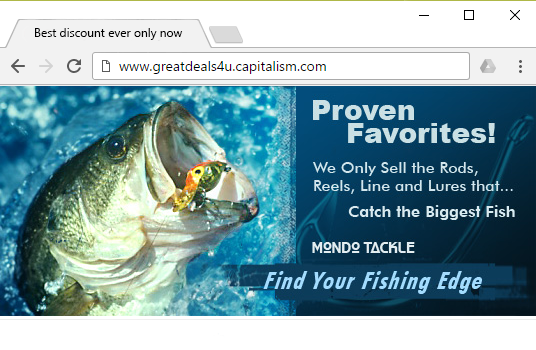 Best discount ever only now
www.greatdeals4u.capitalism.com
Proven
Favorites!
We Only Sell the Rods,
Reels, Line and Lures that...
Catch the Biggest Fish
MONDO TACKLE
Find Your Fishing Edge